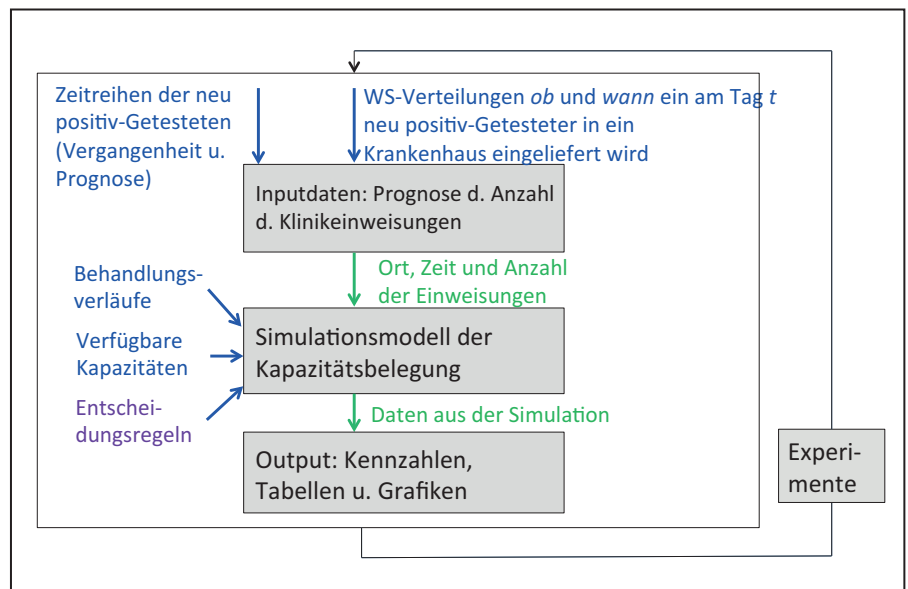 Zeitreihen der neu
positiv-Getesteten
(Vergangenheit u.
Prognose)
WS-Verteilungen ob und wann ein am Tag t
neu positiv-Getesteter in ein
Krankenhaus eingeliefert wird
Inputdaten: Prognose d. Anzahl
d. Klinikeinweisungen
Ort, Zeit und Anzahl
der Einweisungen
Behandlungs-
verläufe
Verfügbare
Kapazitäten
Entschei-
dungsregeln
Simulationsmodell der
Kapazitätsbelegung
Daten aus der Simulation
Output: Kennzahlen,
Tabellen u. Grafiken
Experi-
mente